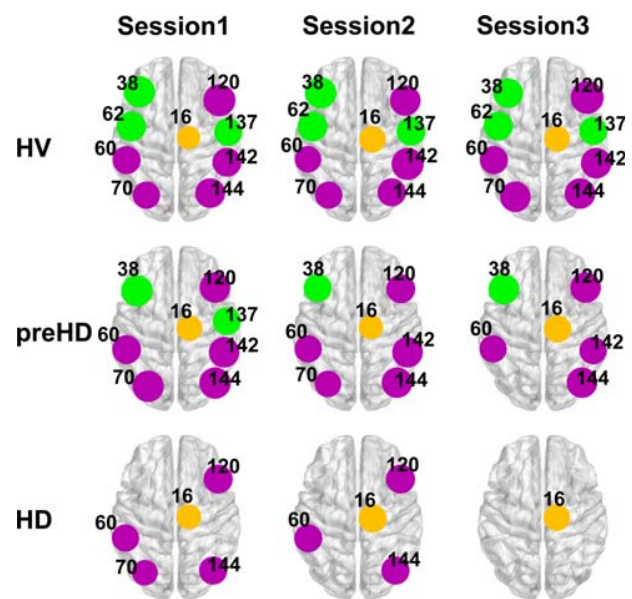 Session1 Session2 Session3
HV
38 120 16 62 137 60 142 70 144
38 120 16 62 137 60 142 70 144
38 120 16 62 137 60 142 70 144
preHD
38 120 16 137 60 142 70 144
38 120 16 60 142 70 144
38 120 16 60 142 144
HD
120 16 60 70 144
120 16 60 144
16